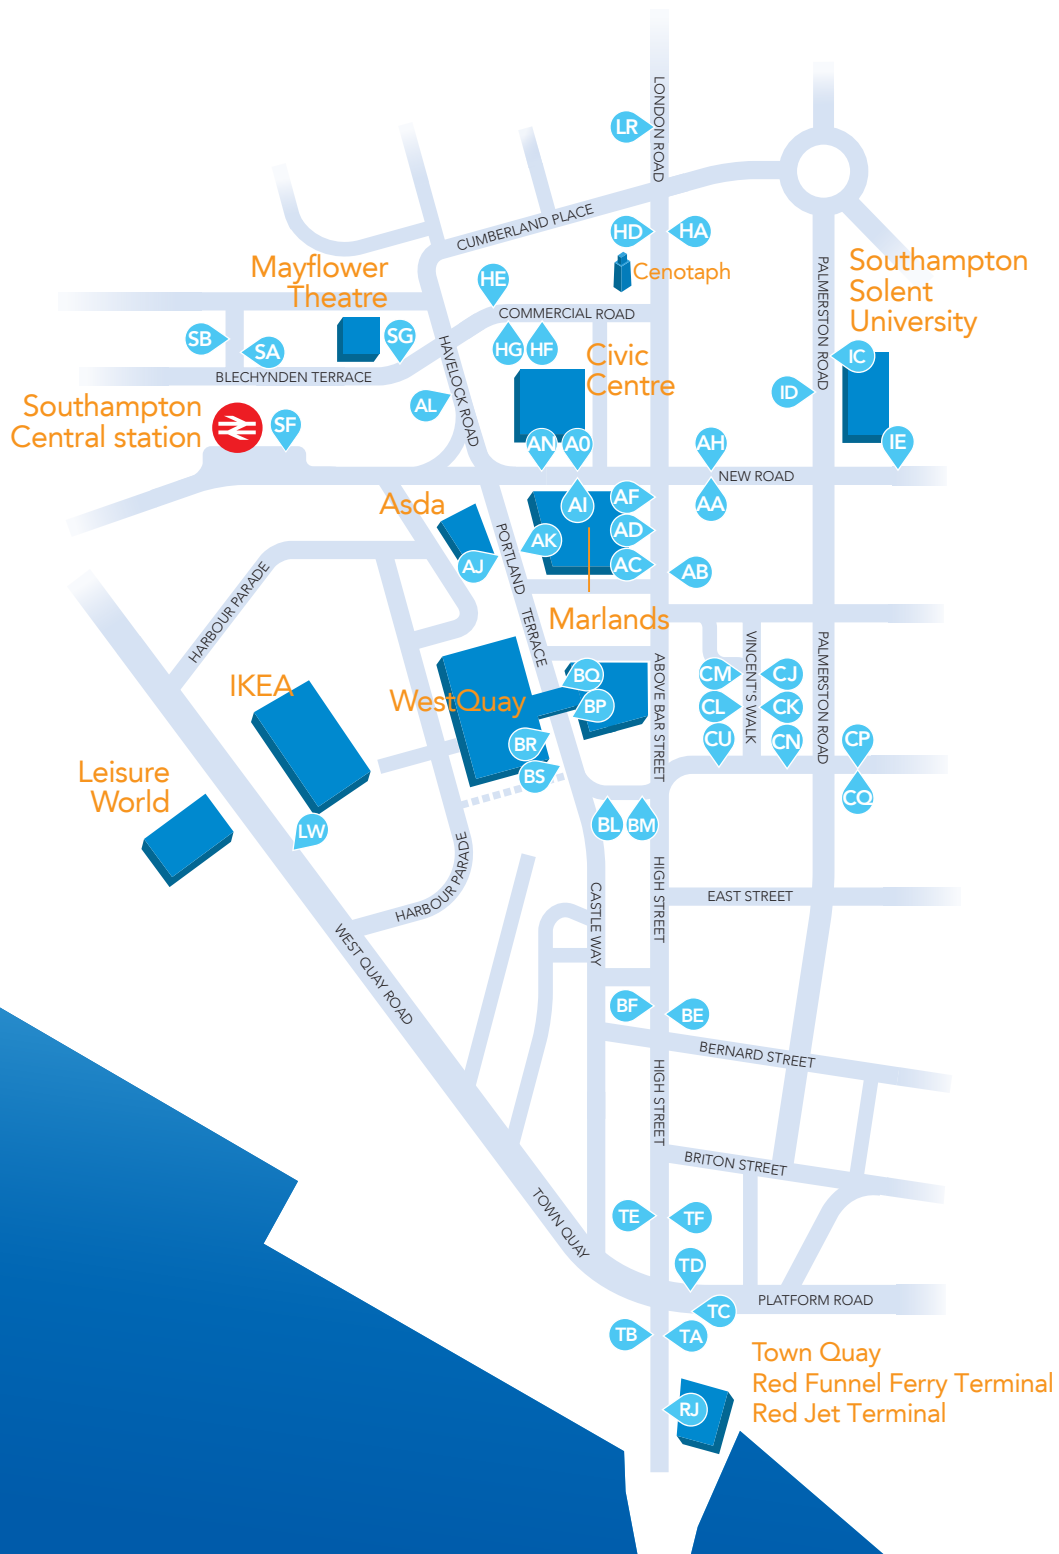 LONDON ROAD
LR
CUMBERLAND PLACE
HD
HA
Cenotaph
Mayflower
Theatre
HE
COMMERCIAL ROAD
PALMERSTON ROAD
Southampton
Solent
University
SB
SA
SG
HG
HF
HAVELOCK ROAD
Civic
Centre
IC
BLECHYNDEN TERRACE
AL
ID
Southampton
Central station
SF
AN
A0
AH
IE
NEW ROAD
Asda
AI
AF
AA
PORTLAND TERRACE
AK
AD
AJ
AC
AB
HARBOUR PARADE
Marlands
VINCENT'S WALK
PALMERSTON ROAD
ABOVE BAR STREET
IKEA
WestQuay
BQ
BP
CM
CJ
CL
CK
BR
CU
CN
CP
BS
Leisure
World
CQ
LW
BL
BM
HARBOUR PARADE
CASTLE WAY
HIGH STREET
EAST STREET
WEST QUAY ROAD
BF
BE
BERNARD STREET
HIGH STREET
BRITON STREET
TOWN QUAY
TE
TF
TD
PLATFORM ROAD
TC
TB
TA
Town Quay
Red Funnel Ferry Terminal
Red Jet Terminal
RJ